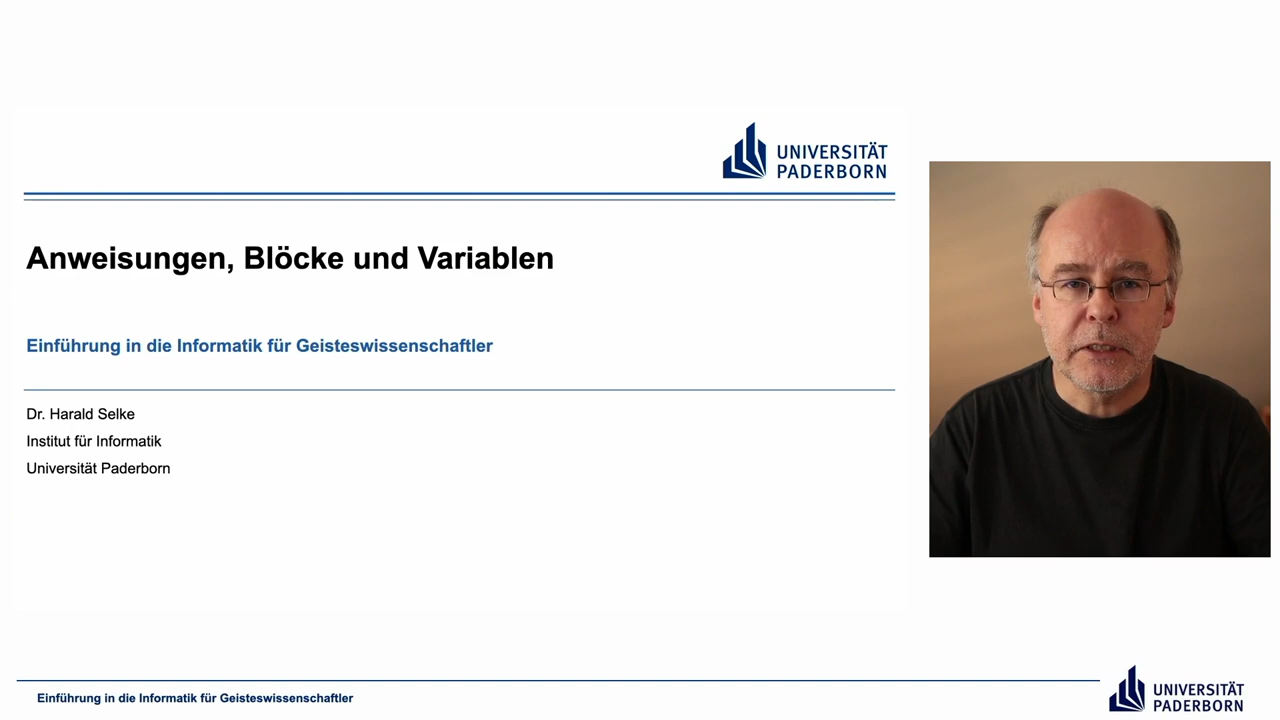 UNIVERSITÄT
PADERBORN
Anweisungen, Blöcke und Variablen
Einführung in die Informatik für Geisteswissenschaftler
Dr. Harald Selke
Institut für Informatik
Universität Paderborn
Einführung in die Informatik für Geisteswissenschaftler
UNIVERSITÄT
PADERBORN